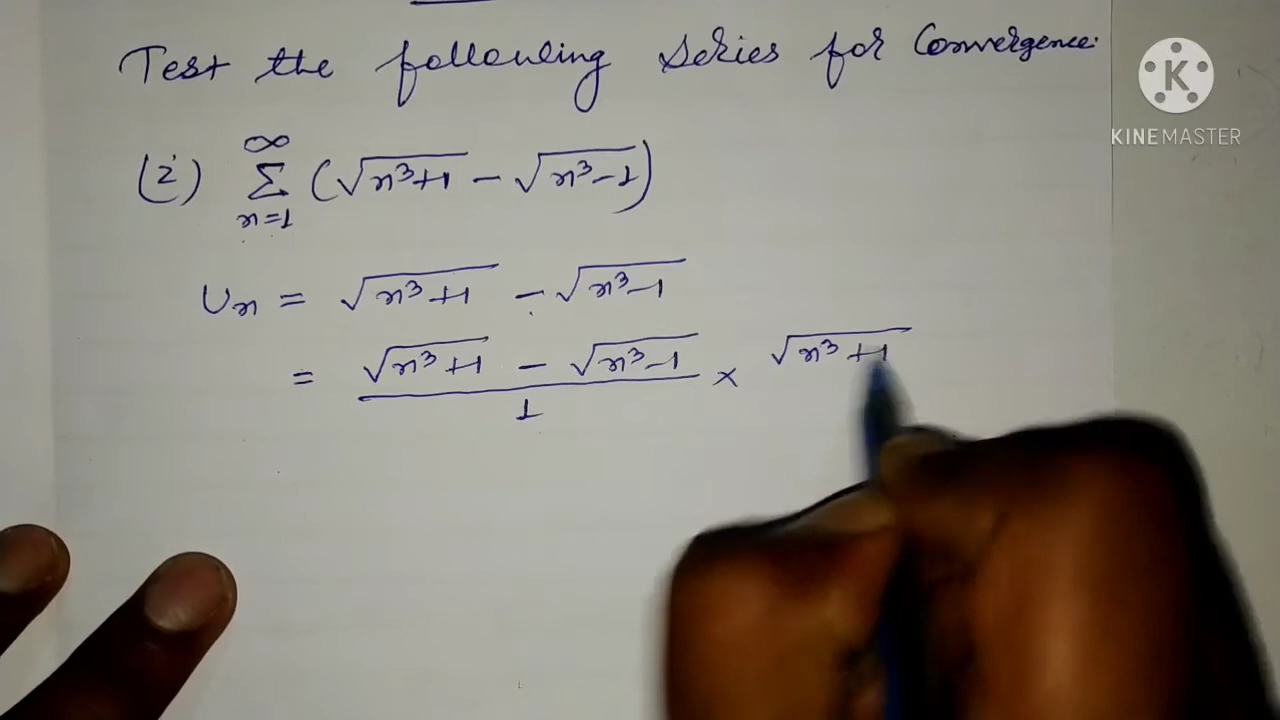 Test the following series for Convergence.
K
KINEMASTER
(2) ∞ Σ n=1 (√n³+1 - √n³-1)
Un = √n³+1 - √n³-1
= √n³+1 - √n³-1 / 1 × √n³+1